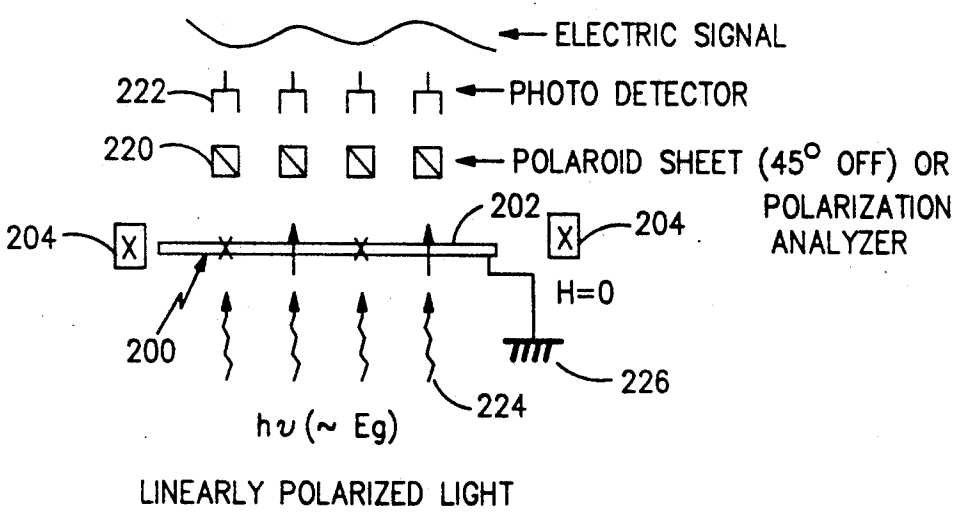 ELECTRIC SIGNAL
222
PHOTO DETECTOR
220
POLAROID SHEET (45° OFF) OR
POLARIZATION
ANALYZER
202
204
X
X
204
H=0
200
224
226
hν (~ Eg)
LINEARLY POLARIZED LIGHT